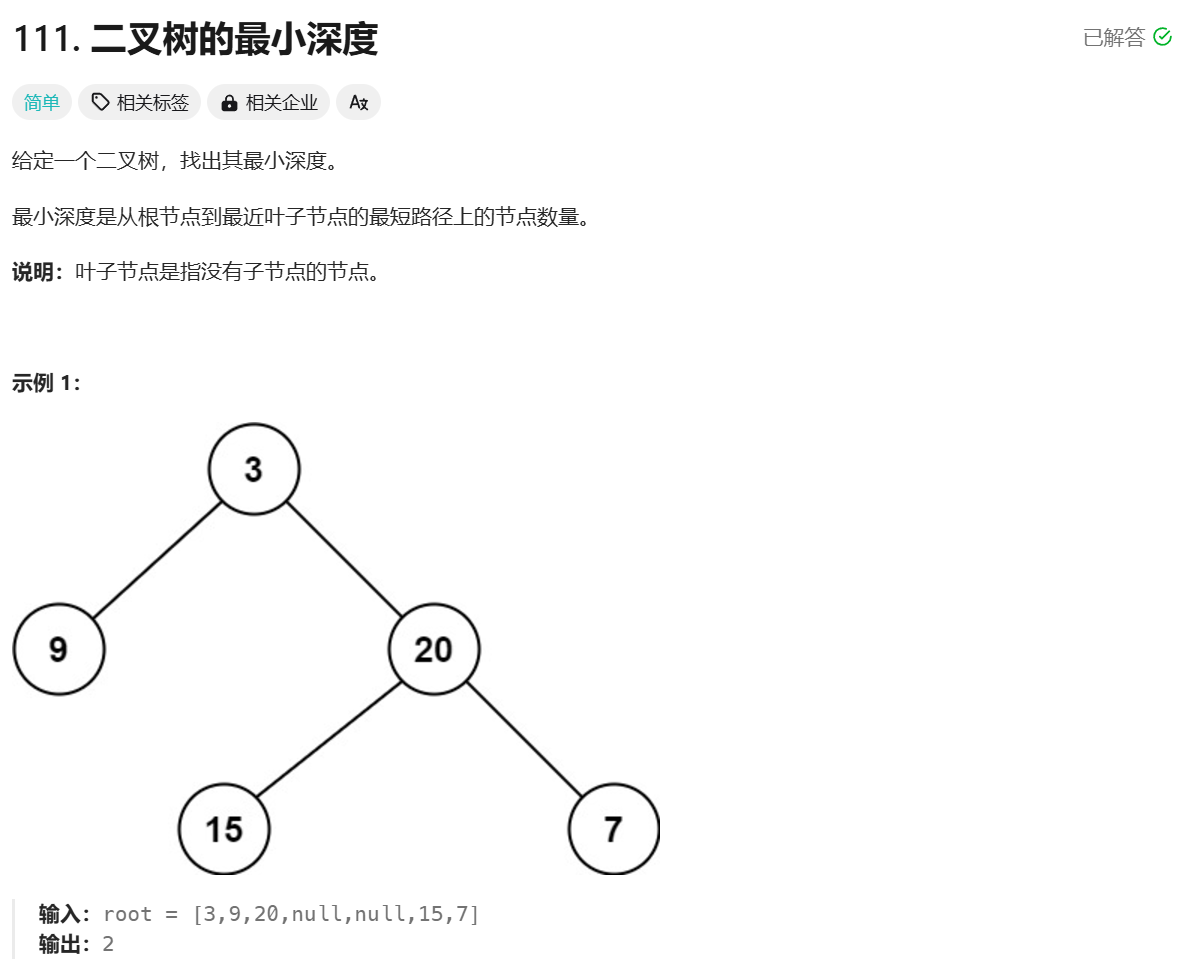 111. 二叉树的最小深度
已解答
简单 相关标签 相关企业 A文
给定一个二叉树，找出其最小深度。
最小深度是从根节点到最近叶子节点的最短路径上的节点数量。
说明：叶子节点是指没有子节点的节点。
示例 1：
3
9
20
15
7
输入：root = [3,9,20,null,null,15,7]
输出：2